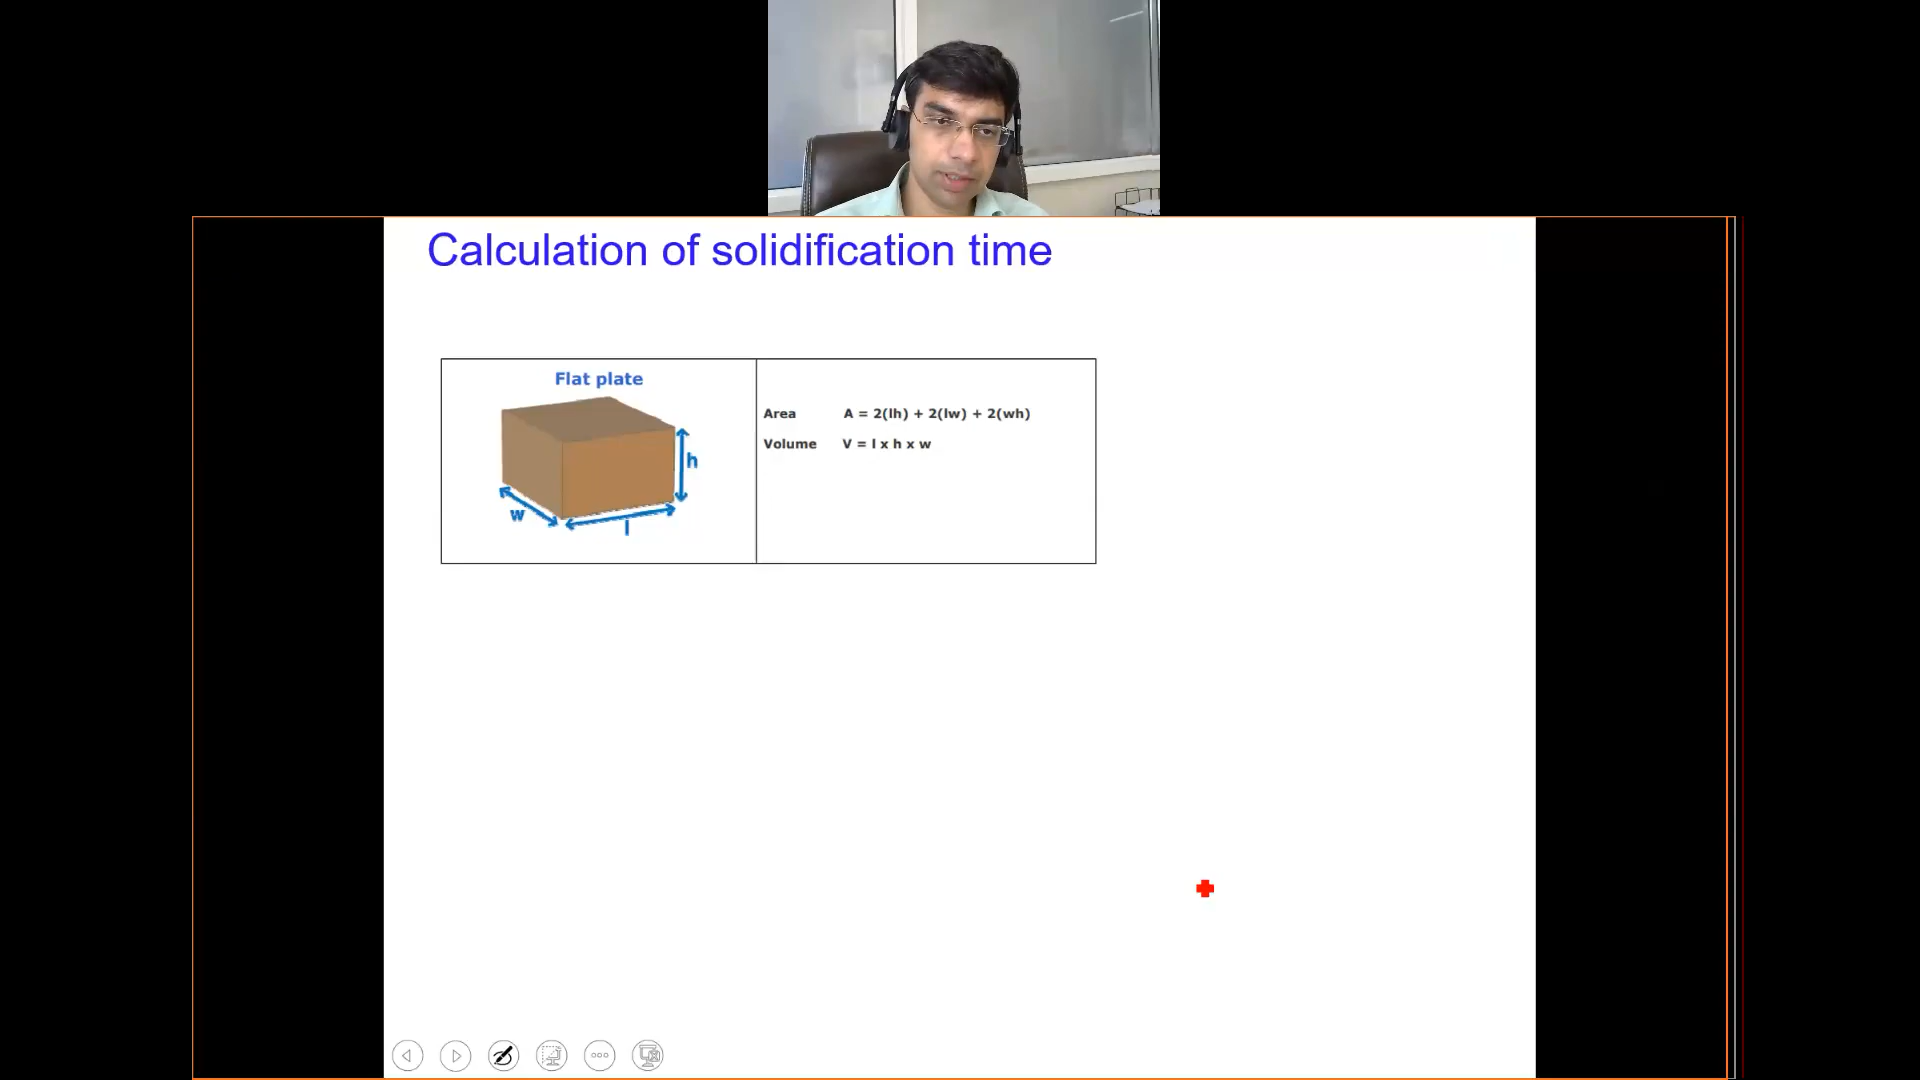 Calculation of solidification time
Flat plate
h
w
l
Area A = 2(lh) + 2(lw) + 2(wh)
Volume V = l x h x w